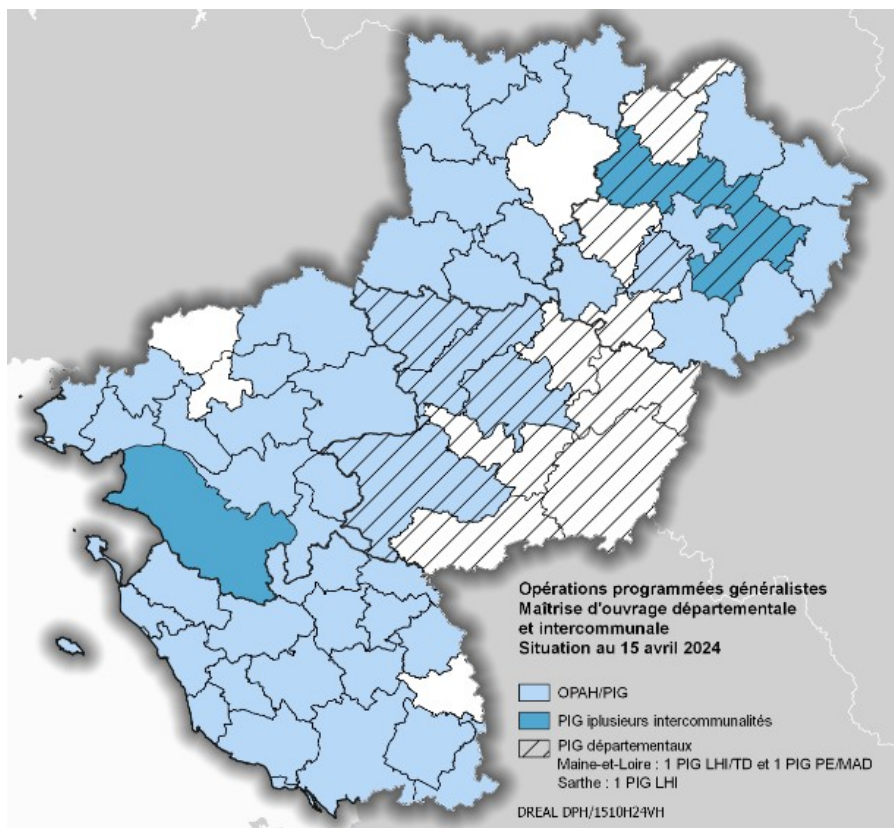 Opérations programmées généralistes
Maîtrise d'ouvrage départementale
et intercommunale
Situation au 15 avril 2024
OPAH/PIG
PIG iplusieurs intercommunalités
PIG départementaux
Maine-et-Loire : 1 PIG LHI/TD et 1 PIG PE/MAD
Sarthe : 1 PIG LHI
DREAL DPH/1510H24VH